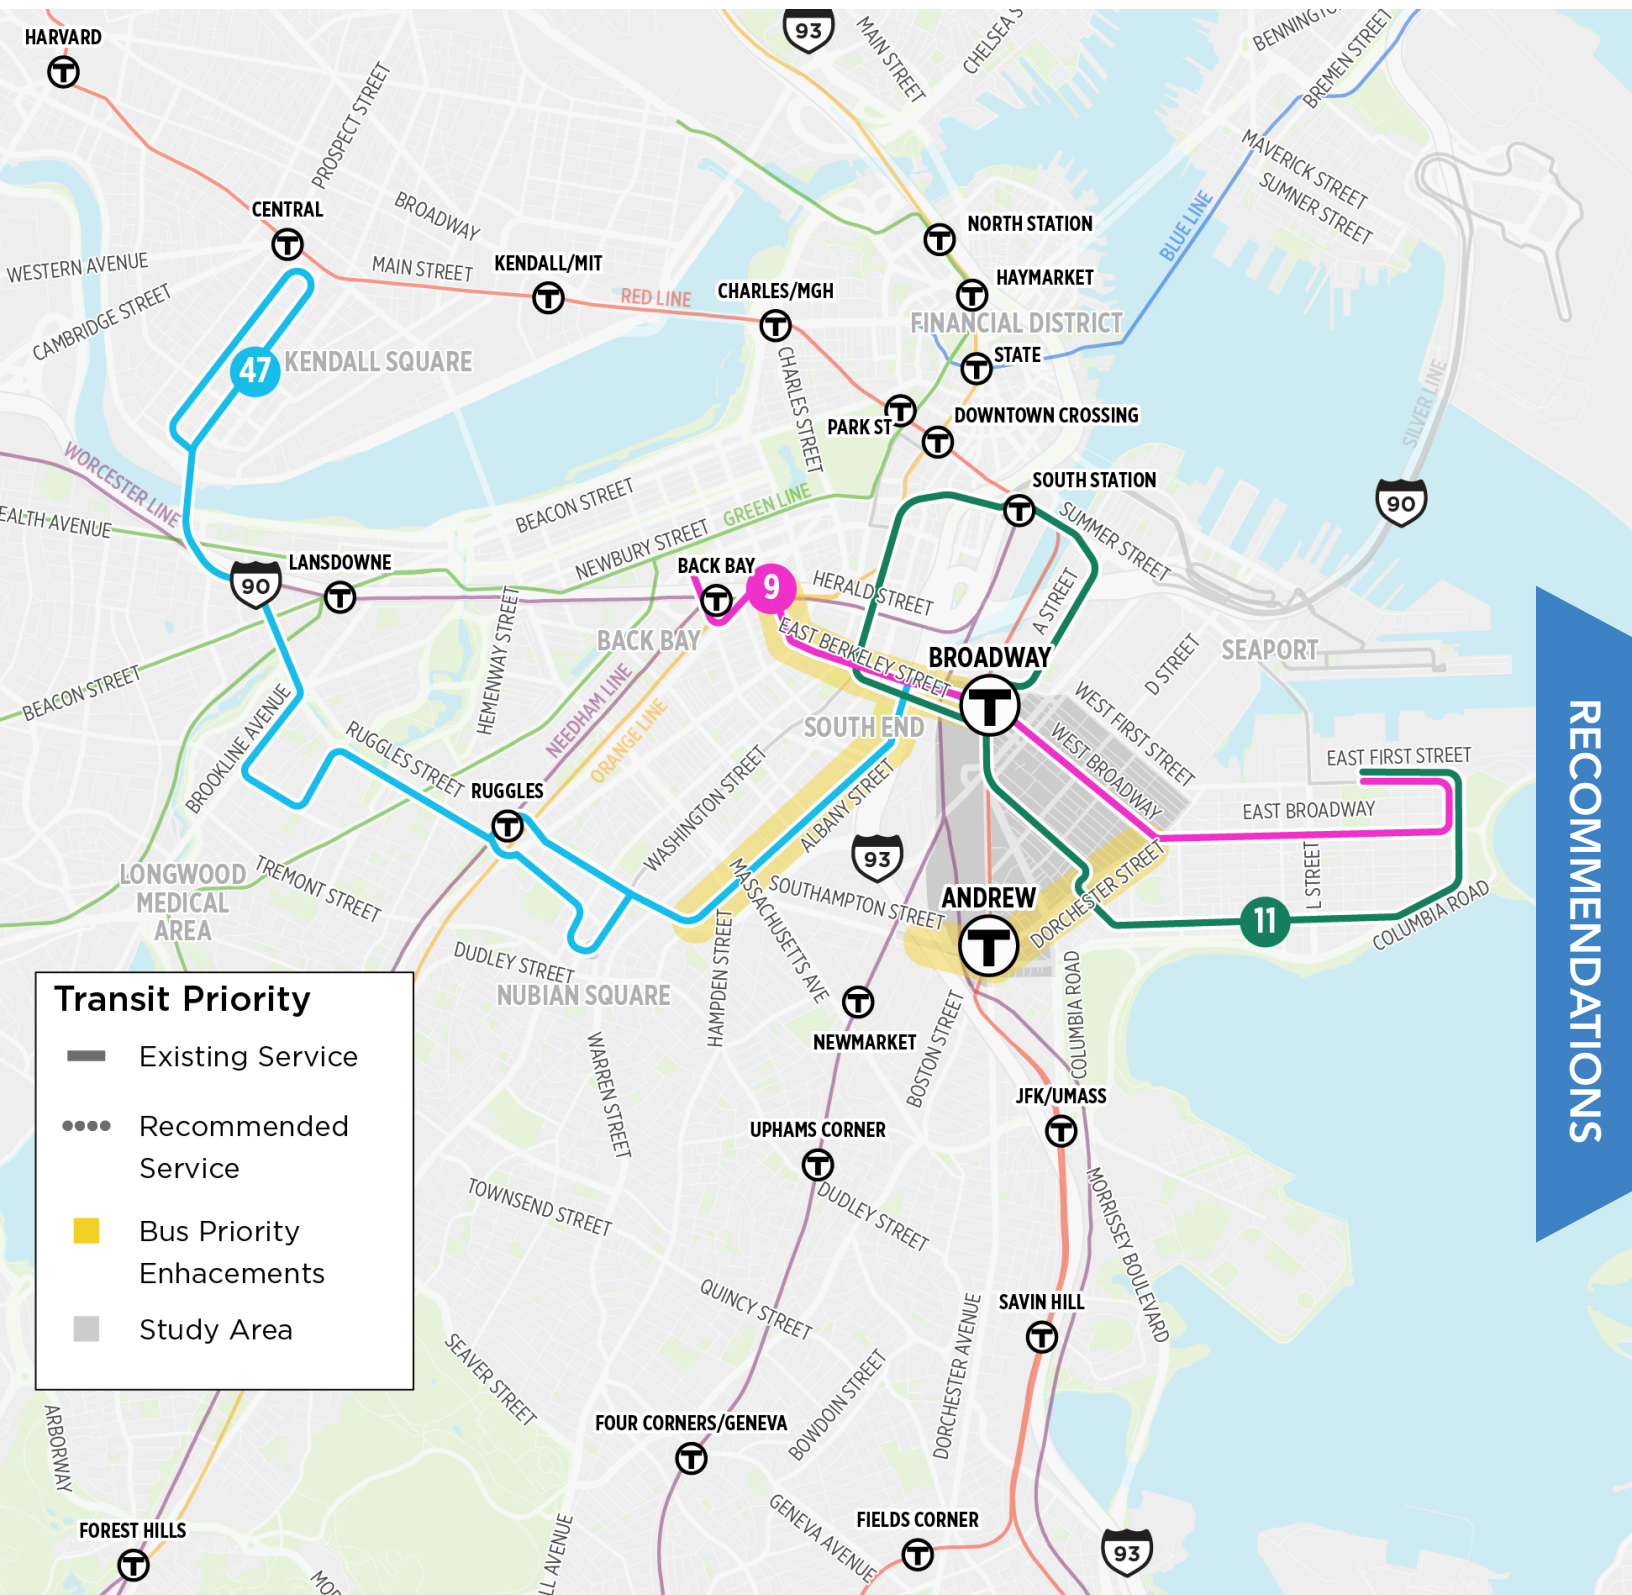 HARVARD
93
MAIN STREET
CHELSEA S
BENNINGTO
BREMEN STREET
PROSPECT STREET
MAVERICK STREET
SUMNER STREET
CENTRAL
BROADWAY
NORTH STATION
BLUE LINE
WESTERN AVENUE
MAIN STREET
KENDALL/MIT
HAYMARKET
CAMBRIDGE STREET
RED LINE
CHARLES/MGH
FINANCIAL DISTRICT
47
KENDALL SQUARE
STATE
CHARLES STREET
SILVER LINE
PARK ST
DOWNTOWN CROSSING
WORCESTER LINE
SOUTH STATION
90
BEACON STREET
GREEN LINE
EALTH AVENUE
NEWBURY STREET
SUMMER STREET
LANSDOWNE
BACK BAY
9
HERALD STREET
90
A STREET
HEMENWAY STREET
BACK BAY
EAST BERKELEY STREET
BROADWAY
D STREET
SEAPORT
BEACON STREET
NEEDHAM LINE
ORANGE LINE
SOUTH END
WEST FIRST STREET
WEST BROADWAY
BROOKLINE AVENUE
RUGGLES STREET
EAST FIRST STREET
RUGGLES
WASHINGTON STREET
ALBANY STREET
EAST BROADWAY
93
LONGWOOD
MEDICAL
AREA
TREMONT STREET
MASSACHUSETTS AVE
SOUTHAMPTON STREET
ANDREW
DORCHESTER STREET
L STREET
11
COLUMBIA ROAD
DUDLEY STREET
NUBIAN SQUARE
HAMPDEN STREET
COLUMBIA ROAD
NEWMARKET
BOSTON STREET
WARREN STREET
JFK/UMASS
UPHAMS CORNER
TOWNSEND STREET
DUDLEY STREET
MORRISSEY BOULEVARD
QUINCY STREET
SAVIN HILL
SEAVER STREET
BOWDOIN STREET
DORCHESTER AVENUE
ARBORWAY
FOUR CORNERS/GENEVA
GENEVA AVENUE
FIELDS CORNER
FOREST HILLS
93
LL AVENUE
MOR
Transit Priority
Existing Service
Recommended
Service
Bus Priority
Enhacements
Study Area
RECOMMENDATIONS